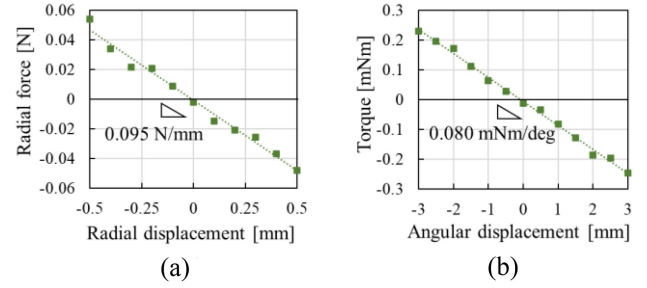 Radial force [N]
0.06
0.04
0.02
0
-0.02
-0.04
-0.06
0.095 N/mm
-0.5 -0.25 0 0.25 0.5
Radial displacement [mm]
(a)
Torque [mNm]
0.3
0.2
0.1
0
-0.1
-0.2
-0.3
0.080 mNm/deg
-3 -2 -1 0 1 2 3
Angular displacement [mm]
(b)